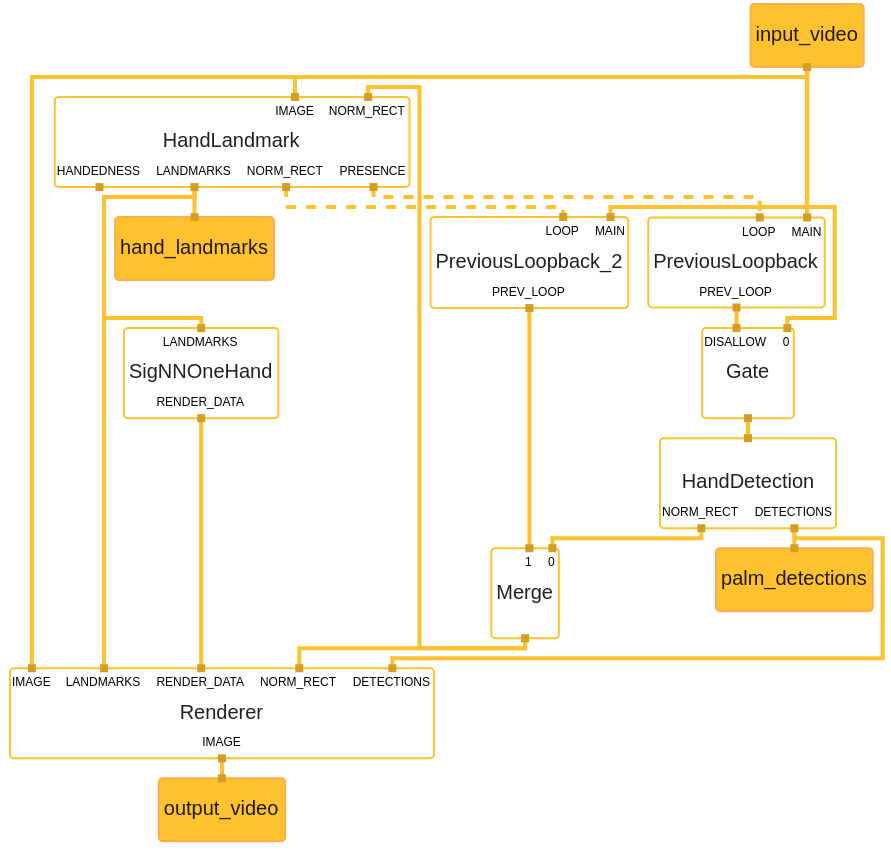 input_video
IMAGE NORM_RECT
HandLandmark
HANDEDNESS LANDMARKS NORM_RECT PRESENCE
hand_landmarks
LOOP MAIN
PreviousLoopback_2
PREV_LOOP
LOOP MAIN
PreviousLoopback
PREV_LOOP
LANDMARKS
SigNNOneHand
RENDER_DATA
DISALLOW 0
Gate
HandDetection
NORM_RECT DETECTIONS
1 0
Merge
palm_detections
IMAGE LANDMARKS RENDER_DATA NORM_RECT DETECTIONS
Renderer
IMAGE
output_video